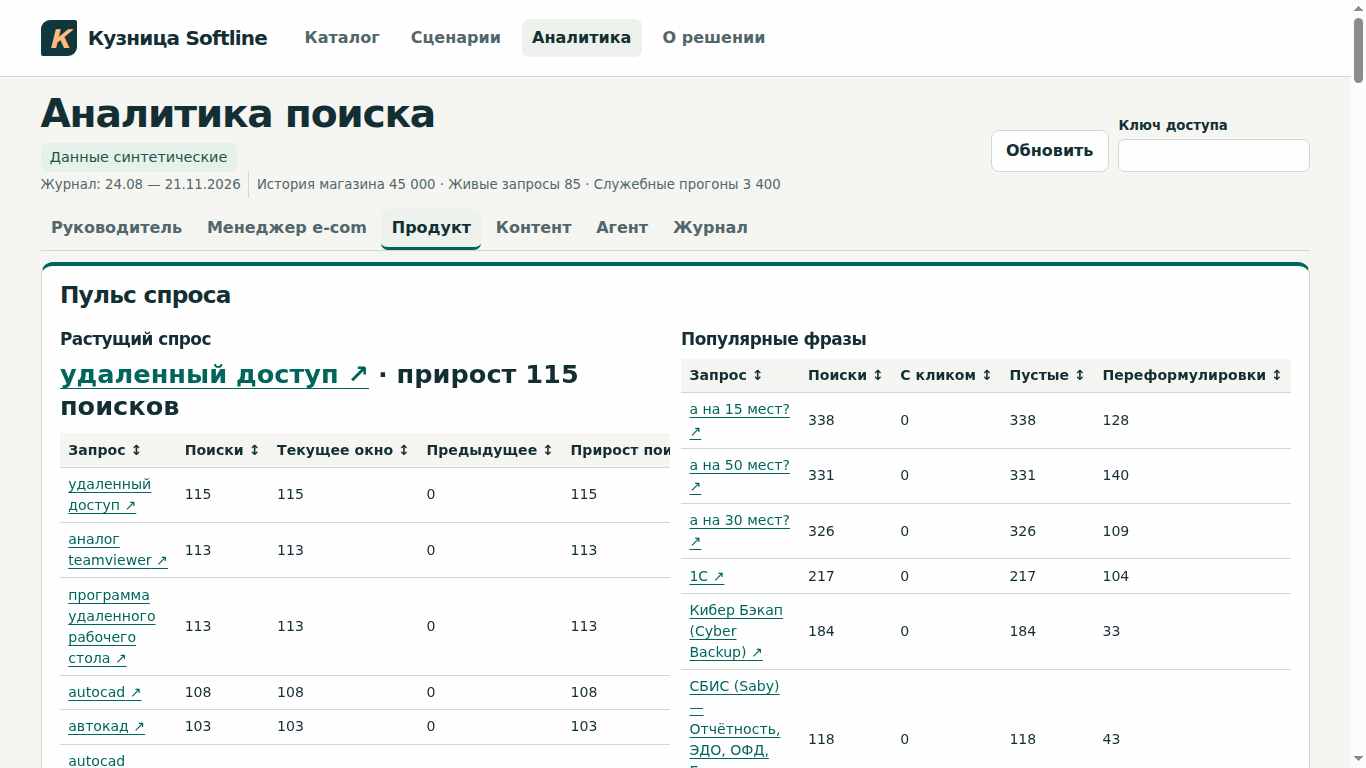 К Кузница Softline Каталог Сценарии Аналитика О решении
Аналитика поиска
Данные синтетические
Журнал: 24.08 — 21.11.2026 История магазина 45 000 · Живые запросы 85 · Служебные прогоны 3 400
Обновить
Ключ доступа
Руководитель Менеджер e-com Продукт Контент Агент Журнал
Пульс спроса
Растущий спрос
удаленный доступ ↗ · прирост 115
поисков
Запрос ↕ Поиски ↕ Текущее окно ↕ Предыдущее ↕ Прирост
удаленный
доступ ↗ 115 115 0 115
аналог
teamviewer ↗ 113 113 0 113
программа
удаленного
рабочего
стола ↗ 113 113 0 113
autocad ↗ 108 108 0 108
автокад ↗ 103 103 0 103
autocad
Популярные фразы
Запрос ↕ Поиски ↕ С кликом ↕ Пустые ↕ Переформулировки ↕
а на 15 мест?
↗ 338 0 338 128
а на 50 мест?
↗ 331 0 331 140
а на 30 мест?
↗ 326 0 326 109
1С ↗ 217 0 217 104
Кибер Бэкап
(Cyber
Backup) ↗ 184 0 184 33
СБИС (Saby)
—
Отчётность,
ЭДО, ОФД, 118 0 118 43